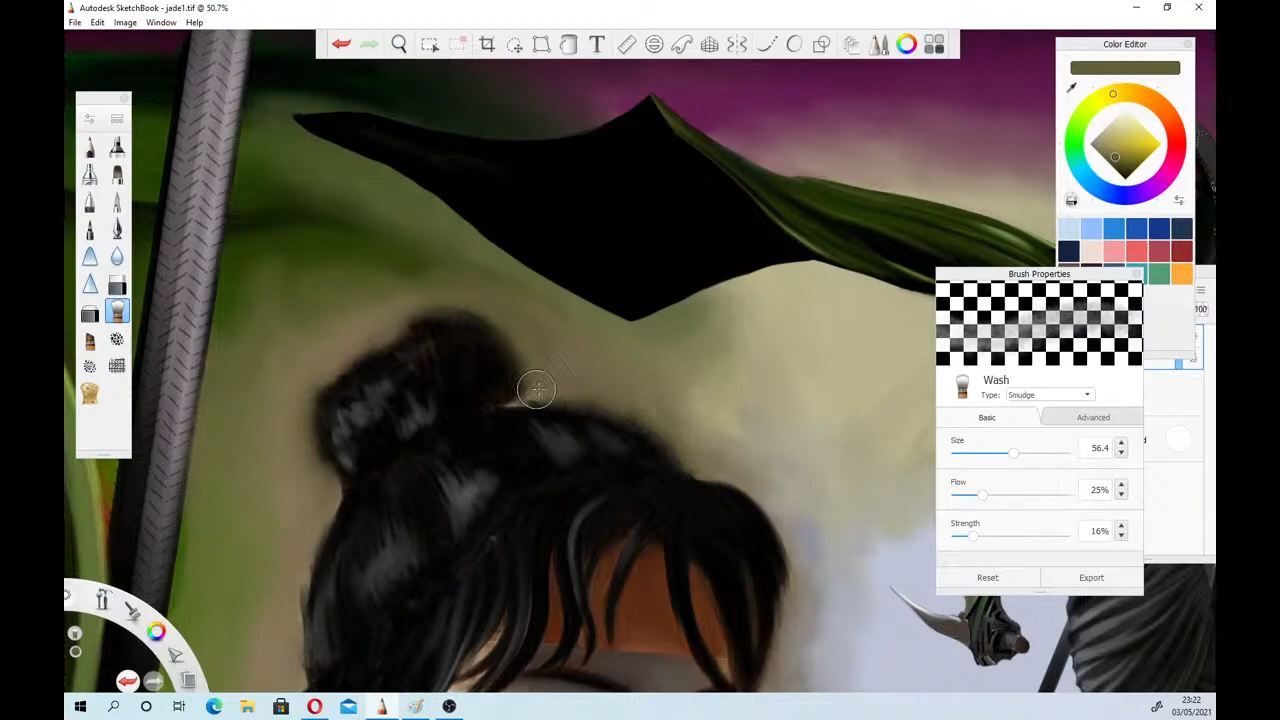 Autodesk SketchBook - jade1.tif @ 50.7%
File Edit Image Window Help
T
Color Editor
Brush Properties
100
Wash
Type: Smudge
Basic Advanced
Size
56.4
Flow
25%
Strength
16%
Reset Export
23:22
03/05/2021